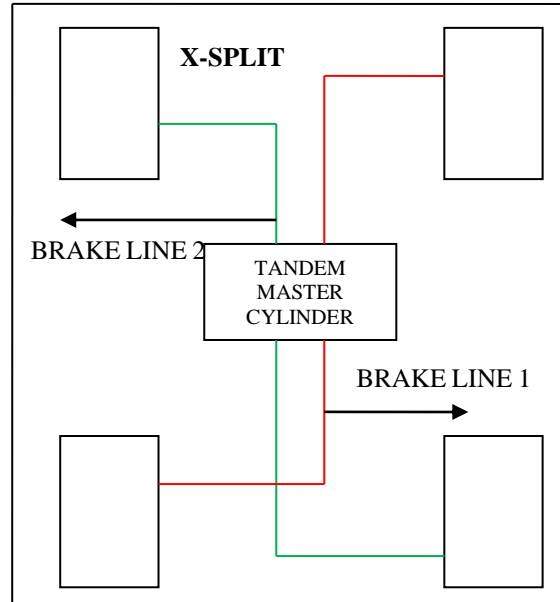 X-SPLIT
BRAKE LINE 2
TANDEM
MASTER
CYLINDER
BRAKE LINE 1